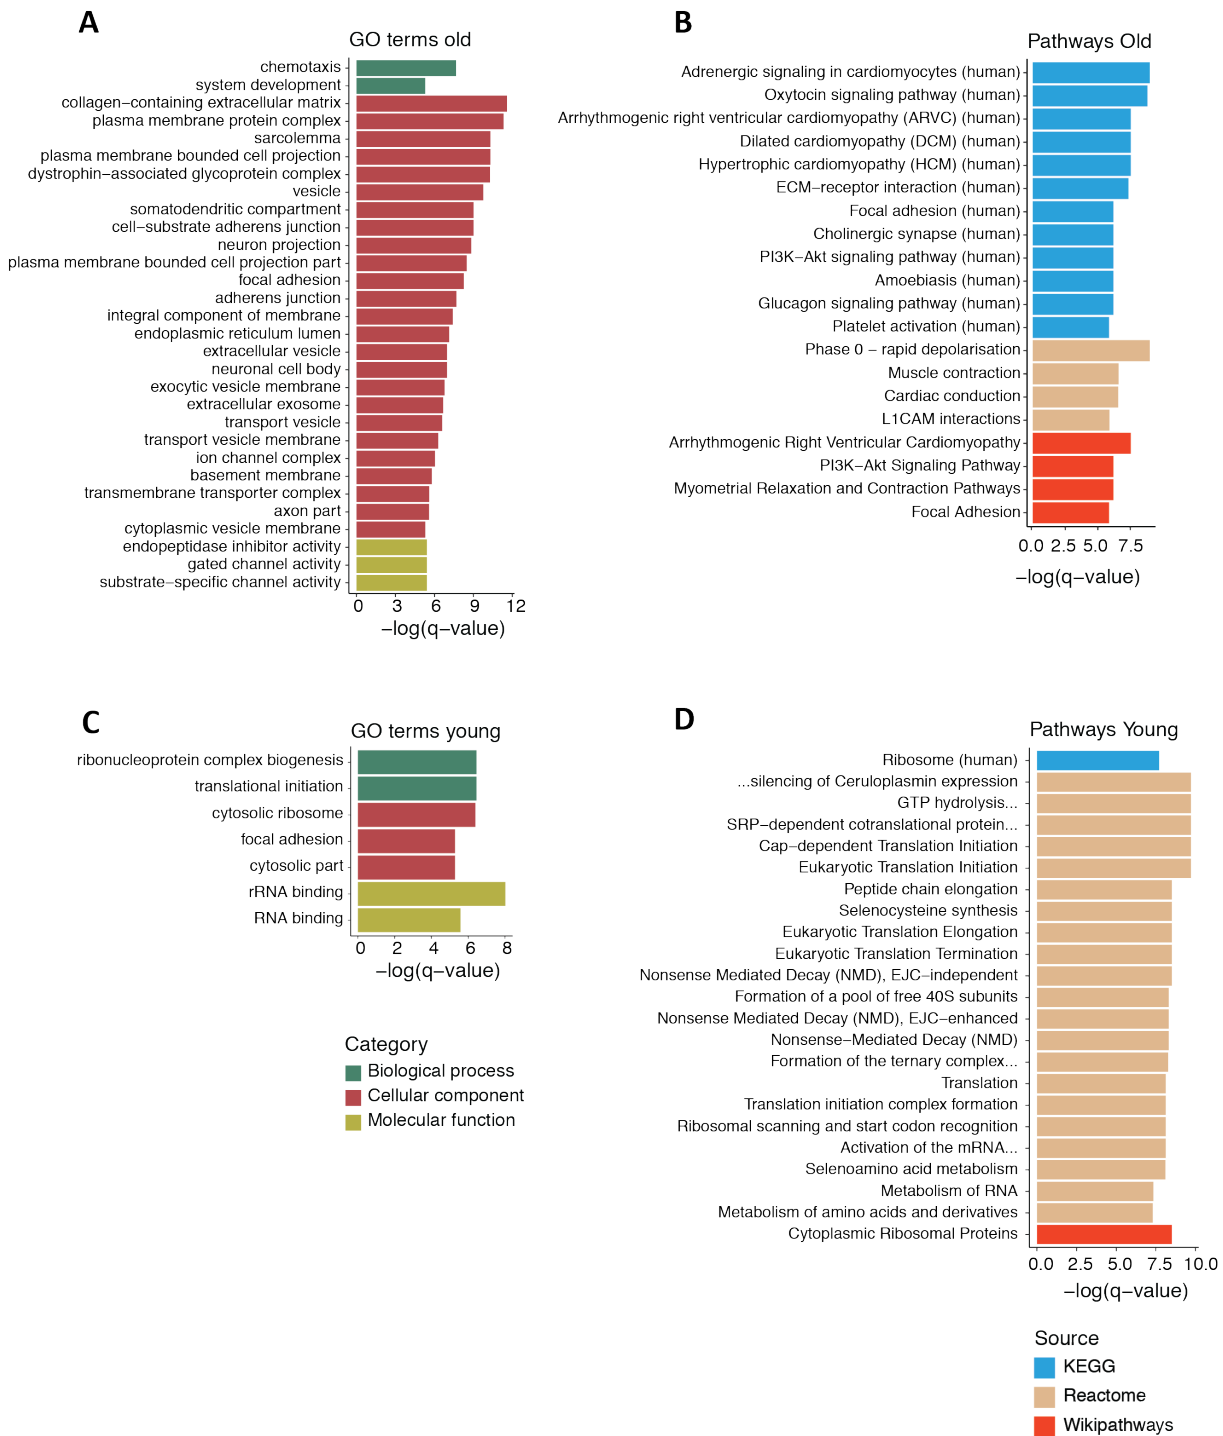 A
GO terms old
chemotaxis
system development
collagen−containing extracellular matrix
plasma membrane protein complex
sarcolemma
plasma membrane bounded cell projection
dystrophin−associated glycoprotein complex
vesicle
somatodendritic compartment
cell−substrate adherens junction
neuron projection
plasma membrane bounded cell projection part
focal adhesion
adherens junction
integral component of membrane
endoplasmic reticulum lumen
extracellular vesicle
neuronal cell body
exocytic vesicle membrane
extracellular exosome
transport vesicle
transport vesicle membrane
ion channel complex
basement membrane
transmembrane transporter complex
axon part
cytoplasmic vesicle membrane
endopeptidase inhibitor activity
gated channel activity
substrate−specific channel activity
0 3 6 9 12
−log(q−value)
B
Pathways Old
Adrenergic signaling in cardiomyocytes (human)
Oxytocin signaling pathway (human)
Arrhythmogenic right ventricular cardiomyopathy (ARVC) (human)
Dilated cardiomyopathy (DCM) (human)
Hypertrophic cardiomyopathy (HCM) (human)
ECM−receptor interaction (human)
Focal adhesion (human)
Cholinergic synapse (human)
PI3K−Akt signaling pathway (human)
Amoebiasis (human)
Glucagon signaling pathway (human)
Platelet activation (human)
Phase 0 − rapid depolarisation
Muscle contraction
Cardiac conduction
L1CAM interactions
Arrhythmogenic Right Ventricular Cardiomyopathy
PI3K−Akt Signaling Pathway
Myometrial Relaxation and Contraction Pathways
Focal Adhesion
0.0 2.5 5.0 7.5
−log(q−value)
C
GO terms young
ribonucleoprotein complex biogenesis
translational initiation
cytosolic ribosome
focal adhesion
cytosolic part
rRNA binding
RNA binding
0 2 4 6 8
−log(q−value)
Category
Biological process
Cellular component
Molecular function
D
Pathways Young
Ribosome (human)
...silencing of Ceruloplasmin expression
GTP hydrolysis...
SRP−dependent cotranslational protein...
Cap−dependent Translation Initiation
Eukaryotic Translation Initiation
Peptide chain elongation
Selenocysteine synthesis
Eukaryotic Translation Elongation
Eukaryotic Translation Termination
Nonsense Mediated Decay (NMD), EJC−independent
Formation of a pool of free 40S subunits
Nonsense Mediated Decay (NMD), EJC−enhanced
Nonsense−Mediated Decay (NMD)
Formation of the ternary complex...
Translation
Translation initiation complex formation
Ribosomal scanning and start codon recognition
Activation of the mRNA...
Selenoamino acid metabolism
Metabolism of RNA
Metabolism of amino acids and derivatives
Cytoplasmic Ribosomal Proteins
0.0 2.5 5.0 7.5 10.0
−log(q−value)
Source
KEGG
Reactome
Wikipathways